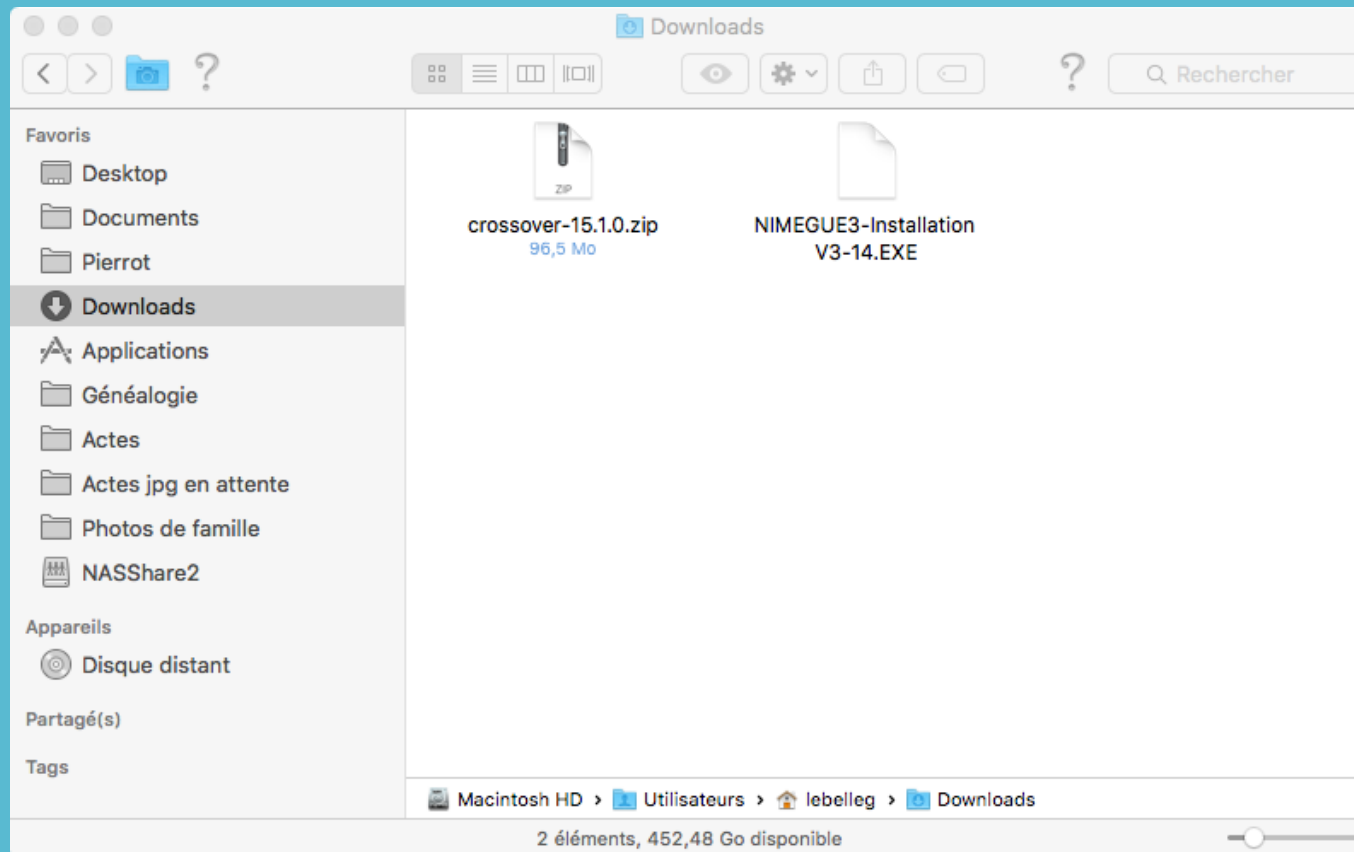 Downloads
? ? Rechercher
Favoris
Desktop
Documents
Pierrot
Downloads
Applications
Généalogie
Actes
Actes jpg en attente
Photos de famille
NASShare2
Appareils
Disque distant
Partagé(s)
Tags
ZIP
crossover-15.1.0.zip
96,5 Mo
NIMEGUE3-Installation
V3-14.EXE
Macintosh HD › Utilisateurs › lebelleg › Downloads
2 éléments, 452,48 Go disponible